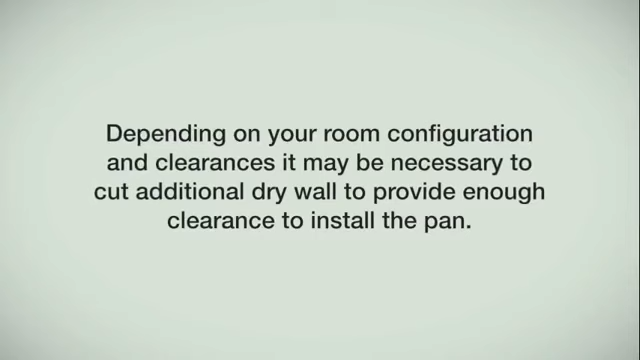 Depending on your room configuration
and clearances it may be necessary to
cut additional dry wall to provide enough
clearance to install the pan.